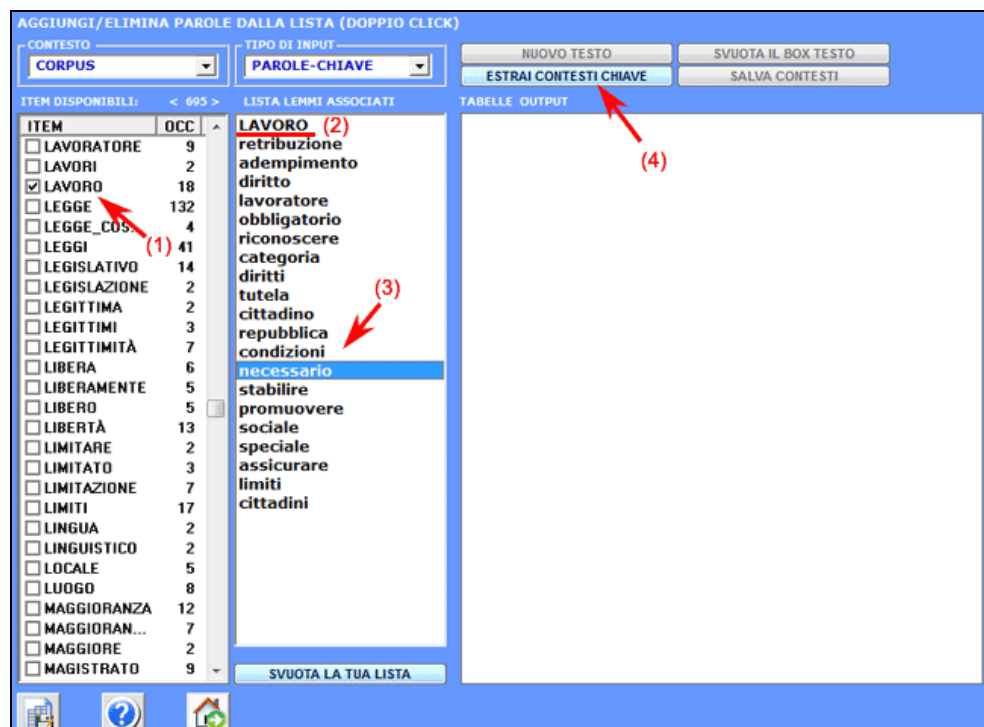 AGGIUNGI/ELIMINA PAROLE DALLA LISTA (DOPPIO CLICK)
CONTESTO
CORPUS
TIPO DI INPUT
PAROLE-CHIAVE
NUOVO TESTO
SVUOTA IL BOX TESTO
ESTRAI CONTESTI CHIAVE
SALVA CONTESTI
ITEM DISPONIBILI: < 695 >
LISTA LEMMI ASSOCIATI
TABELLE OUTPUT
ITEM OCC
LAVORATORE 9
LAVORI 2
LAVORO 18
LEGGE 132
LEGGE_COS... 4
LEGGI 41
LEGISLATIVO 14
LEGISLAZIONE 2
LEGITTIMA 2
LEGITTIMI 3
LEGITTIMITÀ 7
LIBERA 6
LIBERAMENTE 5
LIBERO 5
LIBERTÀ 13
LIMITARE 2
LIMITATO 3
LIMITAZIONE 7
LIMITI 17
LINGUA 2
LINGUISTICO 2
LOCALE 5
LUOGO 8
MAGGIORANZA 12
MAGGIORAN... 7
MAGGIORE 2
MAGISTRATO 9
(1)
LAVORO (2)
retribuzione
adempimento
diritto
lavoratore
obbligatorio
riconoscere
categoria
diritti
tutela
cittadino
repubblica
condizioni
necessario
stabilire
promuovere
sociale
speciale
assicurare
limiti
cittadini
(3)
(4)
SVUOTA LA TUA LISTA
?